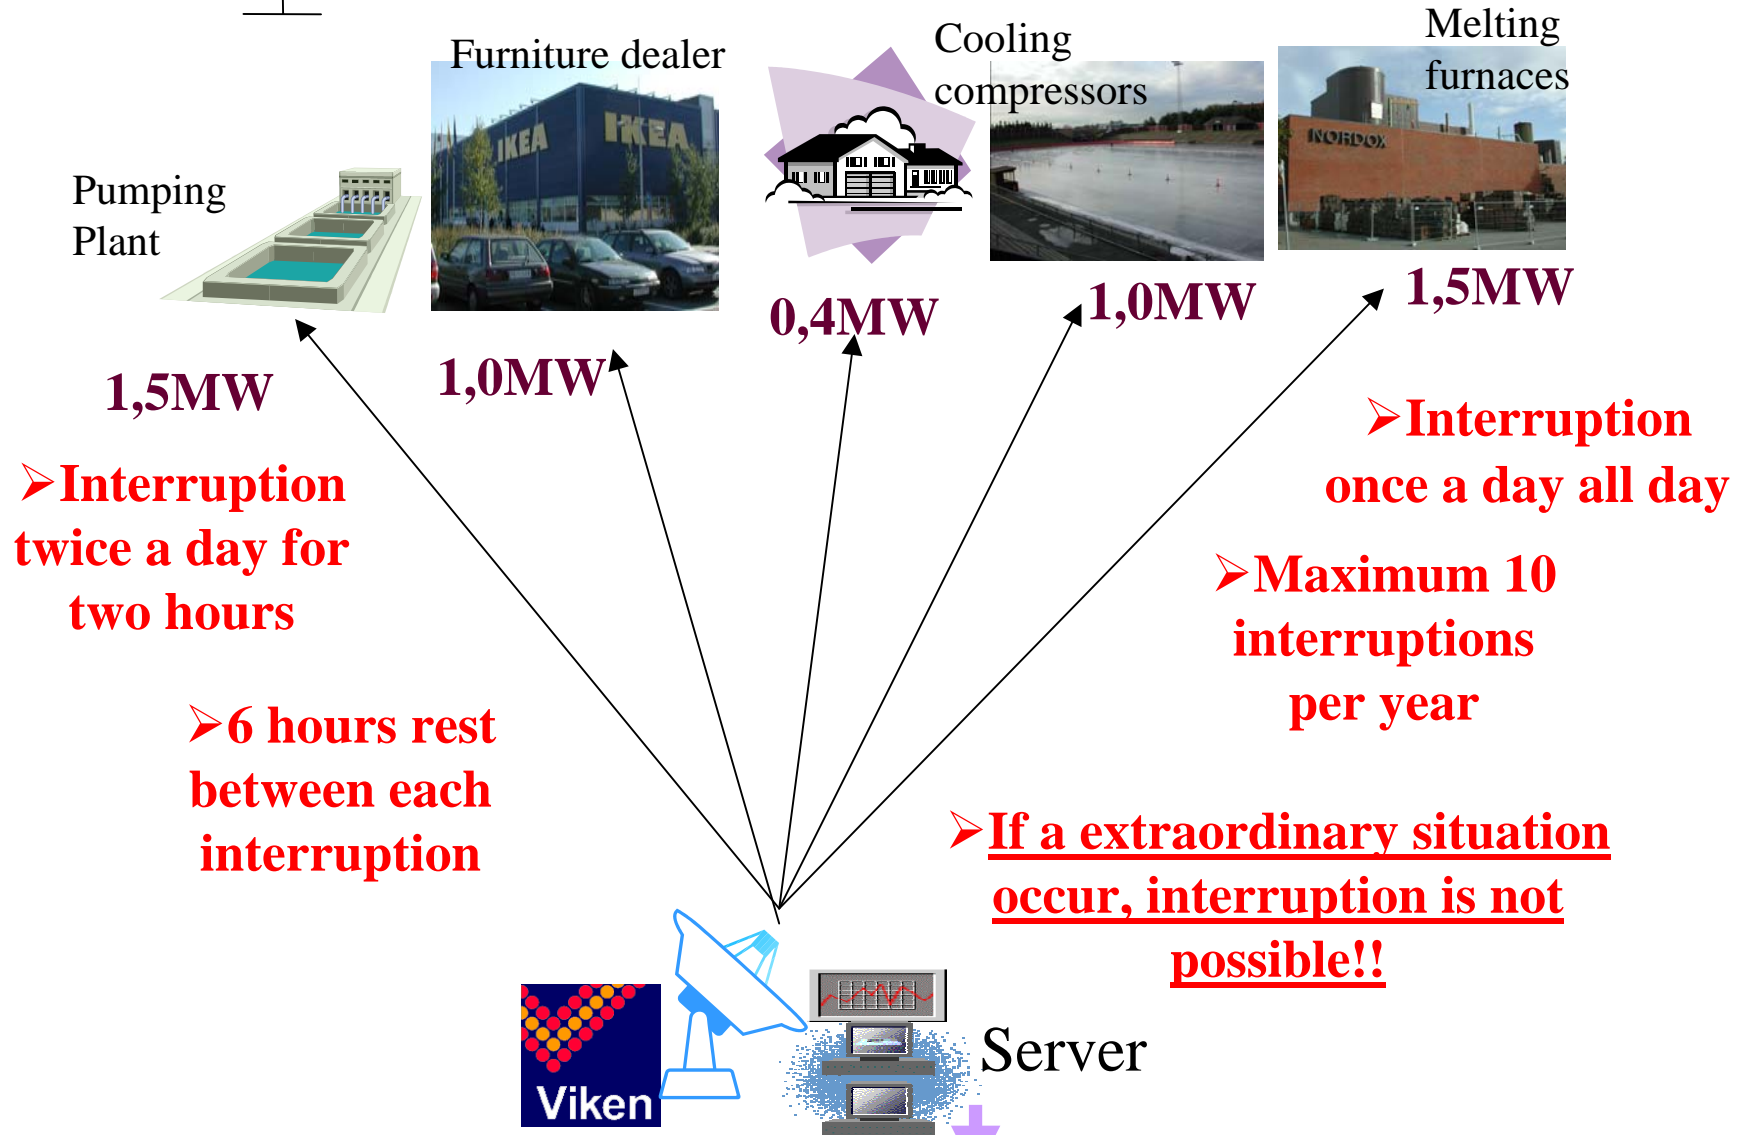 Furniture dealer
Cooling
compressors
Melting
furnaces
IKEA
IKEA
NORDOX
Pumping
Plant
1,5MW
1,0MW
0,4MW
1,0MW
1,5MW
➢Interruption
twice a day for
two hours
➢6 hours rest
between each
interruption
➢Interruption
once a day all day
➢Maximum 10
interruptions
per year
➢If a extraordinary situation
occur, interruption is not
possible!!
Viken
Server